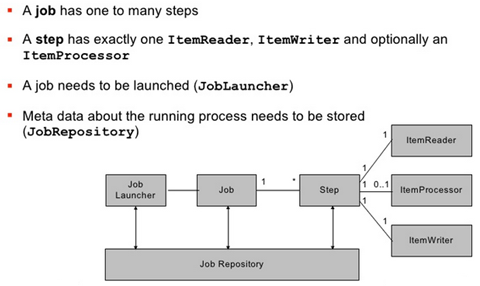 A job has one to many steps
A step has exactly one ItemReader, ItemWriter and optionally an
ItemProcessor
A job needs to be launched (JobLauncher)
Meta data about the running process needs to be stored
(JobRepository)
1
ItemReader
1
Job
Launcher
Job
1
*
Step
1
0..1
ItemProcessor
1
1
ItemWriter
Job Repository